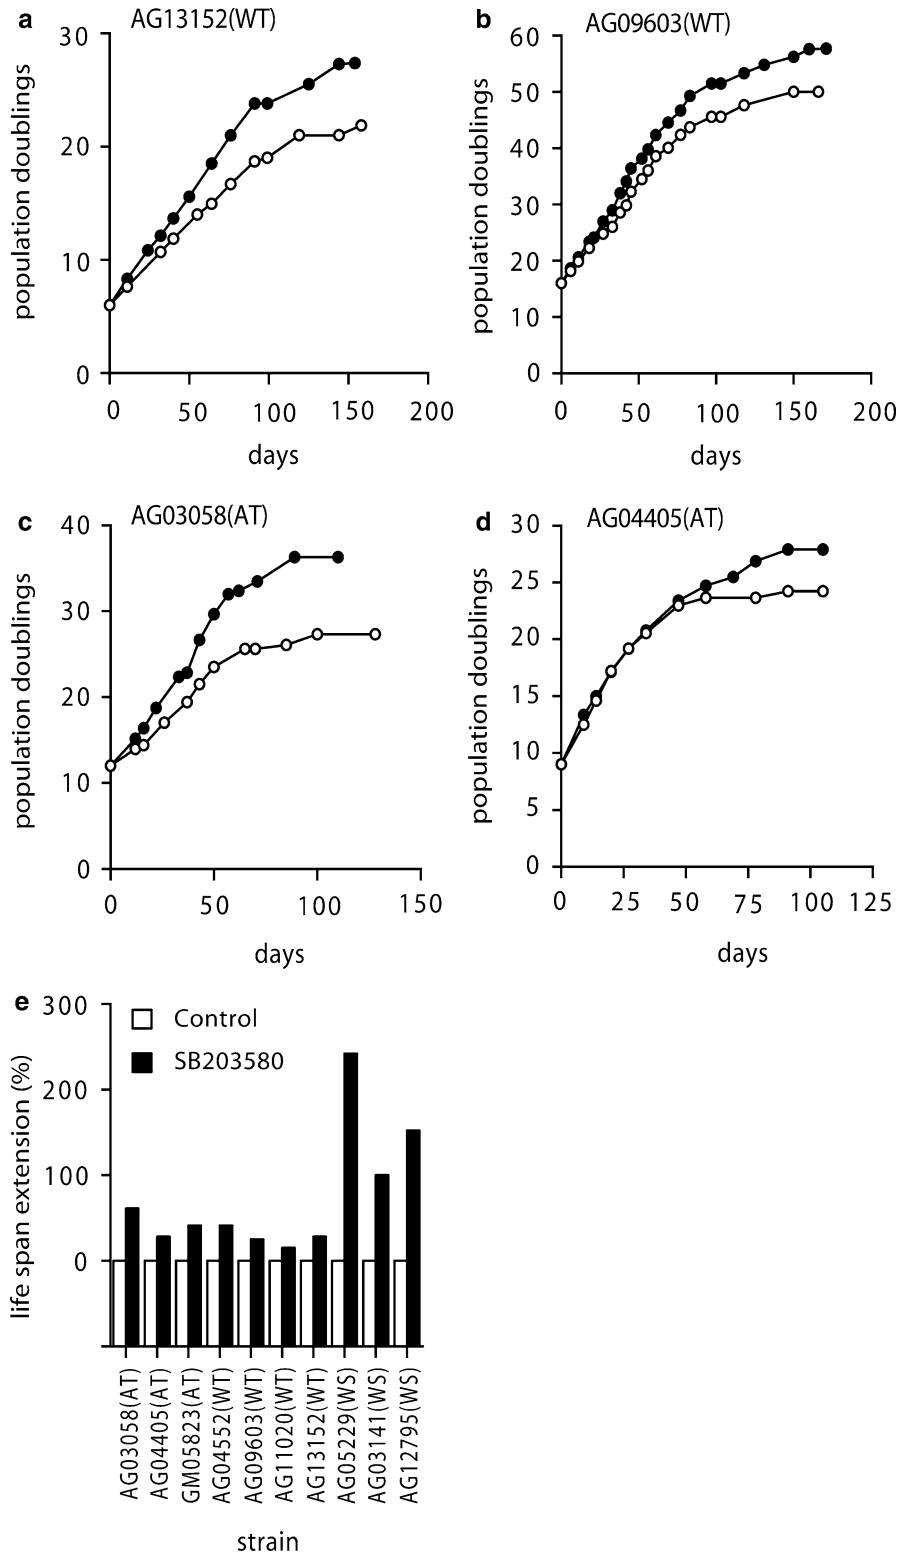 a AG13152(WT)
population doublings
30
20
10
0
0 50 100 150 200
days
b AG09603(WT)
population doublings
60
50
40
30
20
10
0
0 50 100 150 200
days
c AG03058(AT)
population doublings
40
30
20
10
0
0 50 100 150
days
d AG04405(AT)
population doublings
30
25
20
15
10
5
0
0 25 50 75 100 125
days
e
life span extension (%)
300
200
100
0
Control
SB203580
AG03058(AT)
AG04405(AT)
GM05823(AT)
AG04552(WT)
AG09603(WT)
AG11020(WT)
AG13152(WT)
AG05229(WS)
AG03141(WS)
AG12795(WS)
strain